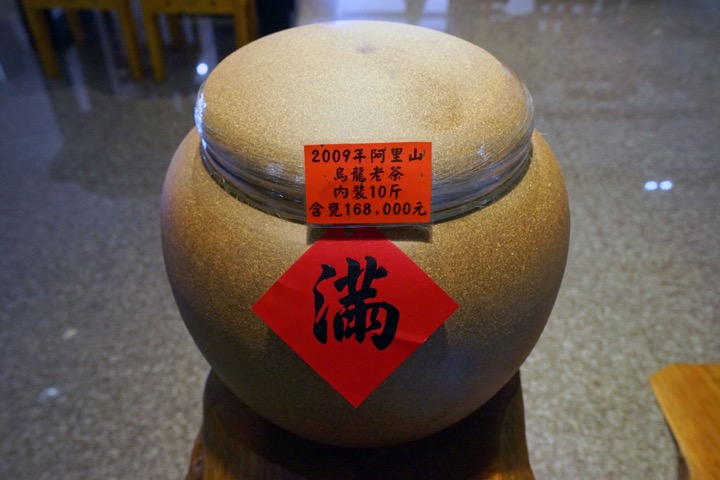 2009年阿里山
烏龍老茶
內裝10斤
含甕168,000元
滿